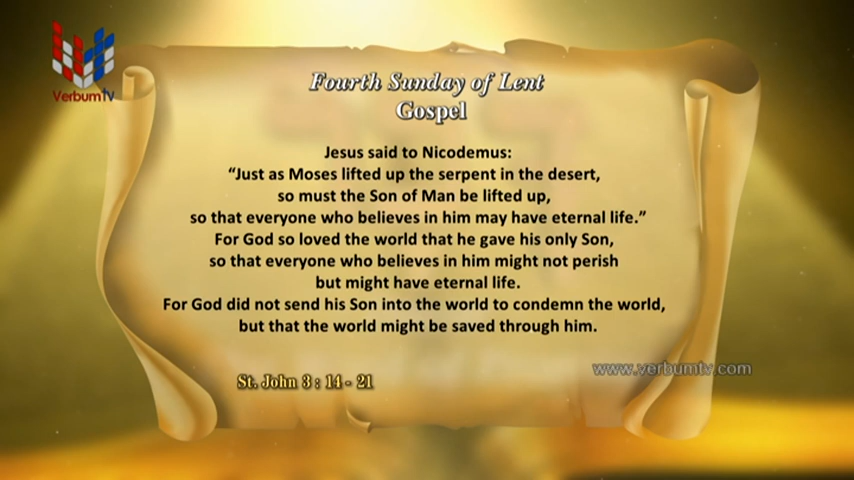 VerbumTV
Fourth Sunday of Lent
Gospel
Jesus said to Nicodemus:
“Just as Moses lifted up the serpent in the desert,
so must the Son of Man be lifted up,
so that everyone who believes in him may have eternal life.”
For God so loved the world that he gave his only Son,
so that everyone who believes in him might not perish
but might have eternal life.
For God did not send his Son into the world to condemn the world,
but that the world might be saved through him.
www.verbumtv.com
St. John 3 : 14 - 21